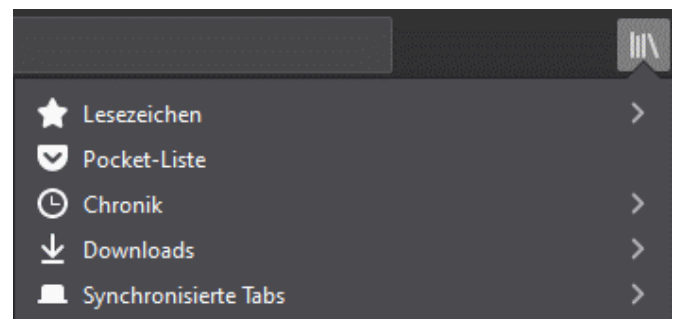 Lesezeichen
Pocket-Liste
Chronik
Downloads
Synchronisierte Tabs